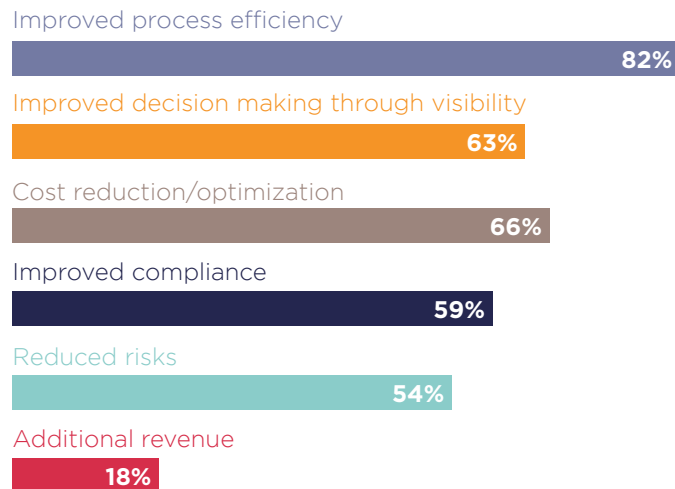 Improved process efficiency
82%
Improved decision making through visibility
63%
Cost reduction/optimization
66%
Improved compliance
59%
Reduced risks
54%
Additional revenue
18%